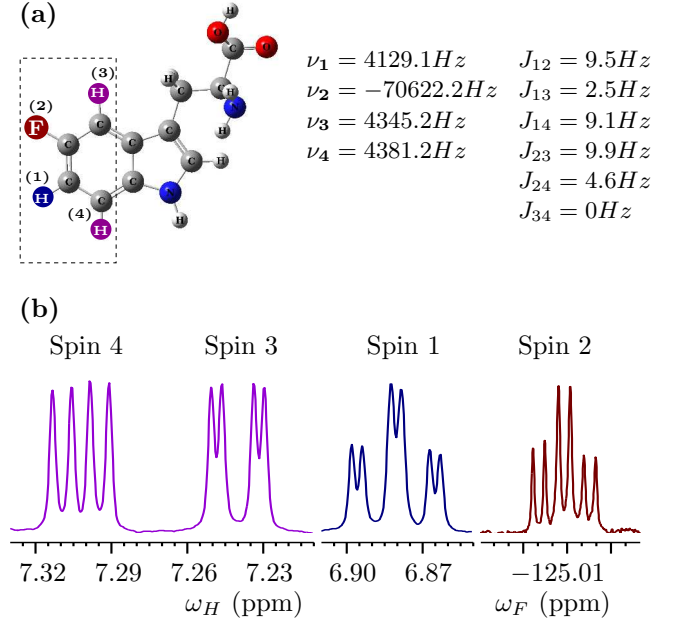 (a)
(3)
(2)
(1)
(4)
H
O
O
C
H
C
C
H
N
H
H
C
C
C
C
C
C
C
C
H
N
H
F
H
H
ν₁ = 4129.1Hz J₁₂ = 9.5Hz
ν₂ = −70622.2Hz J₁₃ = 2.5Hz
ν₃ = 4345.2Hz J₁₄ = 9.1Hz
ν₄ = 4381.2Hz J₂₃ = 9.9Hz
J₂₄ = 4.6Hz
J₃₄ = 0Hz
(b)
Spin 4 Spin 3 Spin 1 Spin 2
7.32 7.29 7.26 7.23 6.90 6.87 −125.01
ω_H (ppm) ω_F (ppm)